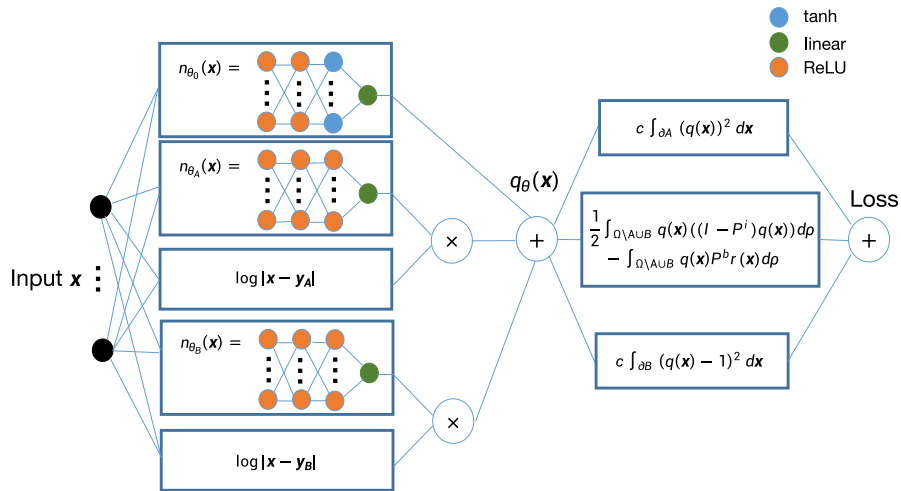 tanh
linear
ReLU
n_{θ_0}(x) =
n_{θ_A}(x) =
log|x − y_A|
n_{θ_B}(x) =
log|x − y_B|
Input x
×
×
q_θ(x)
+
c ∫_{∂A} (q(x))² dx
1/2 ∫_{Ω\A∪B} q(x)((I − P^i)q(x))dρ
− ∫_{Ω\A∪B} q(x)P^b r(x)dρ
c ∫_{∂B} (q(x) − 1)² dx
Loss
+